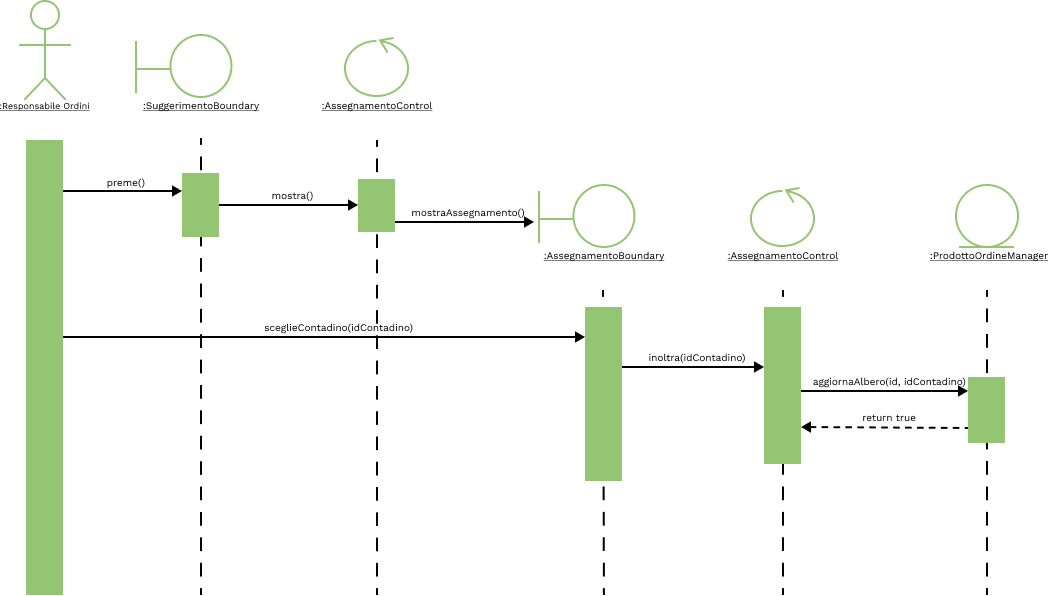 :Responsabile Ordini
:SuggerimentoBoundary
:AssegnamentoControl
preme()
mostra()
mostraAssegnamento()
:AssegnamentoBoundary
:AssegnamentoControl
:ProdottoOrdineManager
sceglieContadino(idContadino)
inoltra(idContadino)
aggiornaAlbero(id, idContadino)
return true